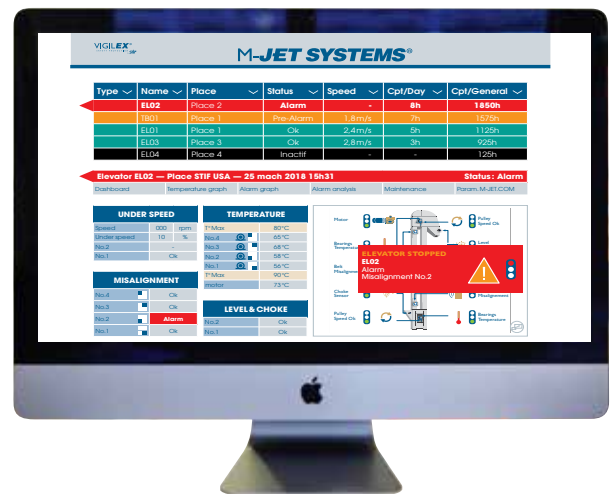 VIGILEX
M-JET SYSTEMS®
Type Name Place Status Speed Cpt/Day Cpt/General
EL02 Place 2 Alarm - 8h 1850h
TB01 Place 1 Pre-Alarm 1,8m/s 7h 1575h
EL01 Place 1 Ok 2,4m/s 5h 1125h
EL03 Place 3 Ok 2,8m/s 3h 925h
EL04 Place 4 Inactif - - 125h
Elevator EL02 — Place STIF USA — 25 mach 2018 15h31 Status: Alarm
Dashboard Temperature graph Alarm graph Alarm analysis Maintenance Param. M-JET.COM
UNDER SPEED
Speed 000 rpm
Under speed 10 %
No.2 -
No.1 Ok
MISALIGNMENT
No.4 Ok
No.3 Ok
No.2 Alarm
No.1 Ok
TEMPERATURE
T°Max 80°C
No.4 65°C
No.3 68°C
No.2 58°C
No.1 56°C
T°Max 90°C
motor 73°C
LEVEL & CHOKE
No.2 Ok
No.1 Ok
Motor
Pulley
Speed Ok
Bearings
Temperature
Level
Belt
Misalignment
ELEVATOR STOPPED
EL02
Alarm
Misalignment No.2
Choke
Sensor
Misalignment
Pulley
Speed Ok
Bearings
Temperature